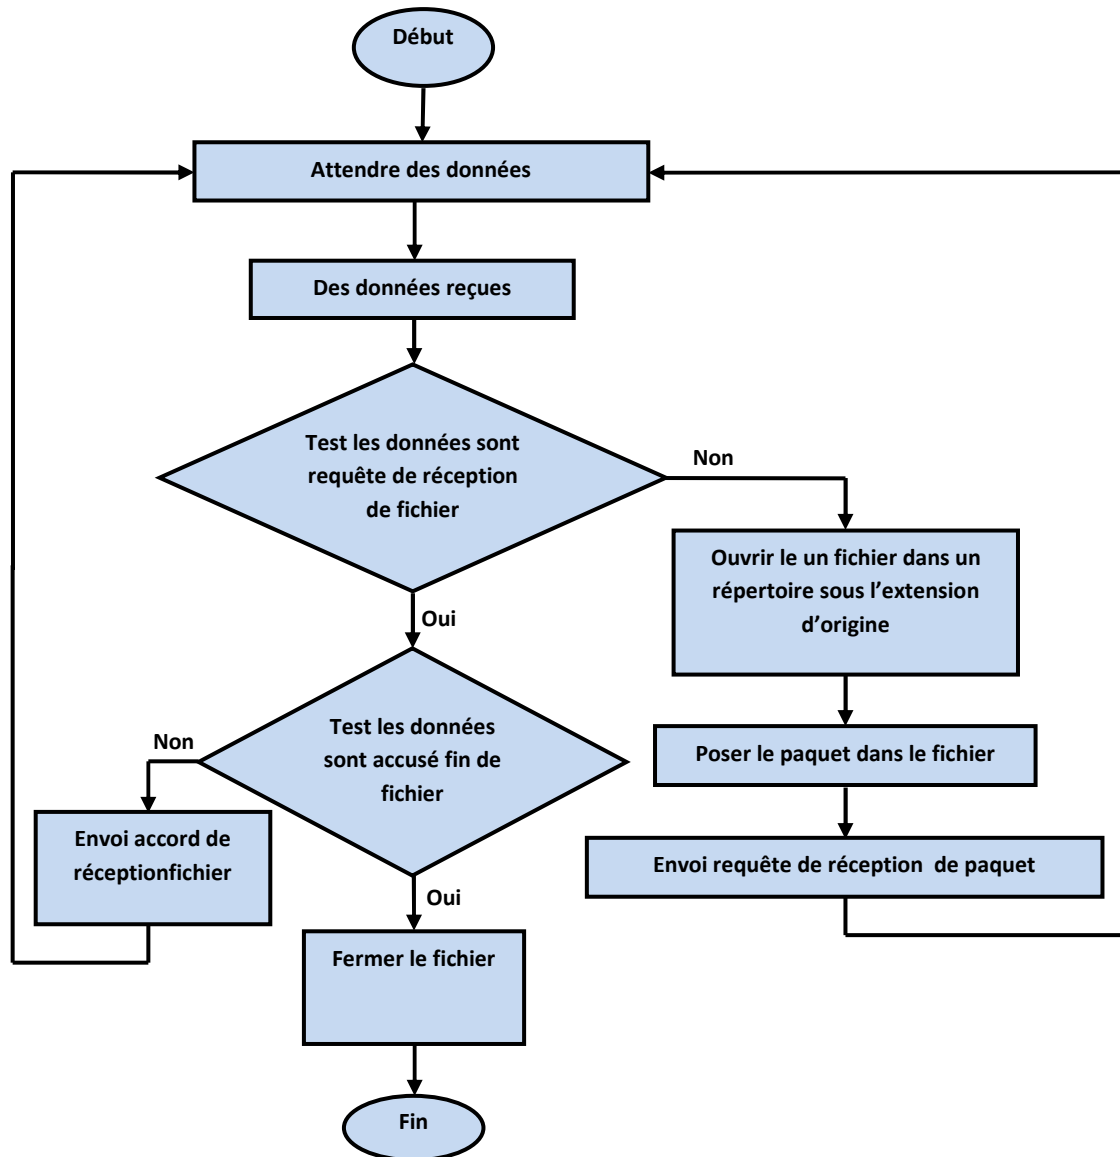 Début
Attendre des données
Des données reçues
Test les données sont
requête de réception
de fichier
Non
Ouvrir le un fichier dans un
répertoire sous l’extension
d’origine
Oui
Test les données
sont accusé fin de
fichier
Non
Poser le paquet dans le fichier
Envoi accord de
réceptionfichier
Envoi requête de réception  de paquet
Oui
Fermer le fichier
Fin